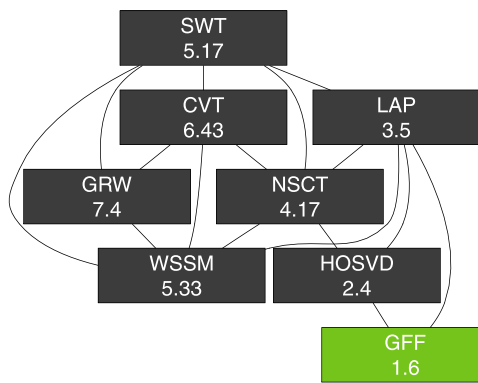 SWT
5.17
CVT
6.43
LAP
3.5
GRW
7.4
NSCT
4.17
WSSM
5.33
HOSVD
2.4
GFF
1.6